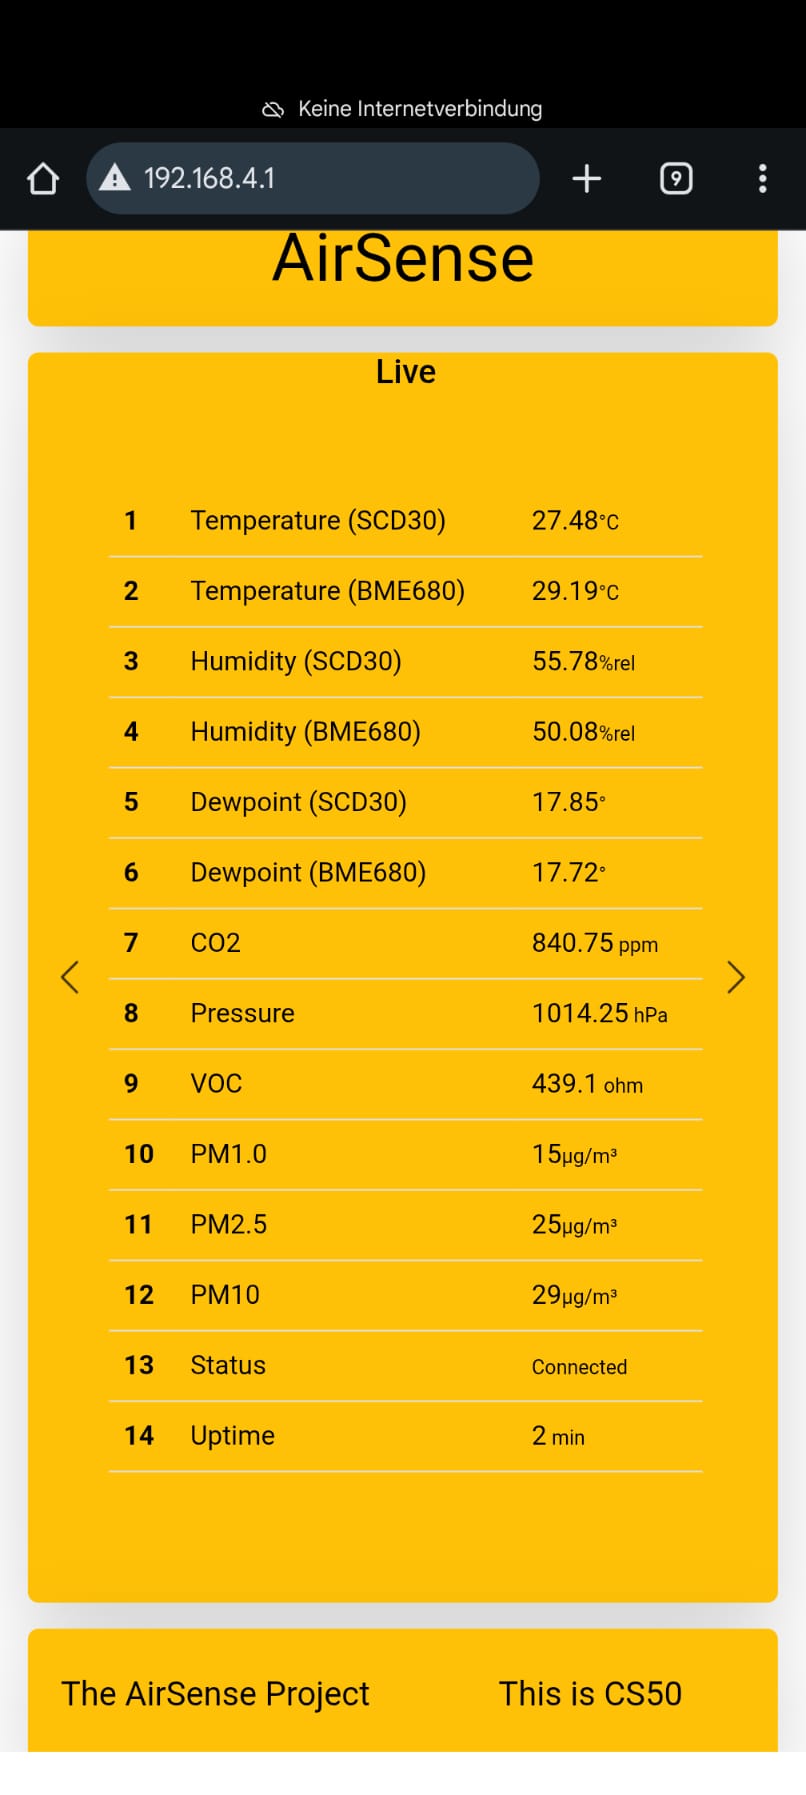 Keine Internetverbindung
192.168.4.1
9
AirSense
Live
1 Temperature (SCD30) 27.48°C
2 Temperature (BME680) 29.19°C
3 Humidity (SCD30) 55.78%rel
4 Humidity (BME680) 50.08%rel
5 Dewpoint (SCD30) 17.85°
6 Dewpoint (BME680) 17.72°
7 CO2 840.75 ppm
8 Pressure 1014.25 hPa
9 VOC 439.1 ohm
10 PM1.0 15µg/m³
11 PM2.5 25µg/m³
12 PM10 29µg/m³
13 Status Connected
14 Uptime 2 min
The AirSense Project This is CS50